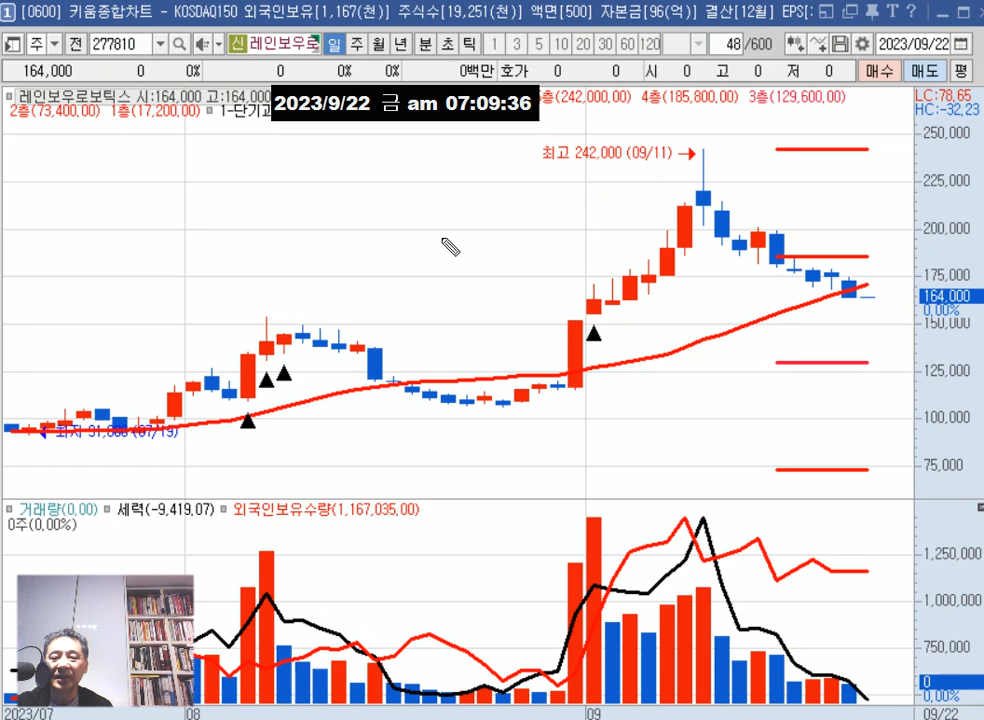 1 [0600] 키움종합차트 - KOSDAQ150 외국인보유[1,167(천)] 주식수[19,251(천)] 액면[500] 자본금[96(억)] 결산[12월] EPS[: T ?
주 전 277810 신 레인보우로 일 주 월 년 분 초 틱 1 3 5 10 20 30 60 120 48 /600 2023/09/22
164,000 0 0% 0 0% 0% 0백만 호가 0 0 시 0 고 0 저 0 매수 매도 평
레인보우로보틱스 시:164,000 고:164,000 2023/9/22 금 am 07:09:36 5층(242,000,00) 4층(185,800,00) 3층(129,600,00) LC:78,65
2층(73,400,00) 1층(17,200,00) 1-단기고 HC:-32,23
250,000
최고 242,000 (09/11)
225,000
200,000
175,000
164,000
0,00%
150,000
125,000
100,000
최저 91,000 (07/19)
75,000
거래량(0,00) 세력(-9,419,07) 외국인보유수량(1,167,035,00)
0주(0,00%)
1,250,000
1,000,000
750,000
0
0,00%
2023/07 08 09 09/22